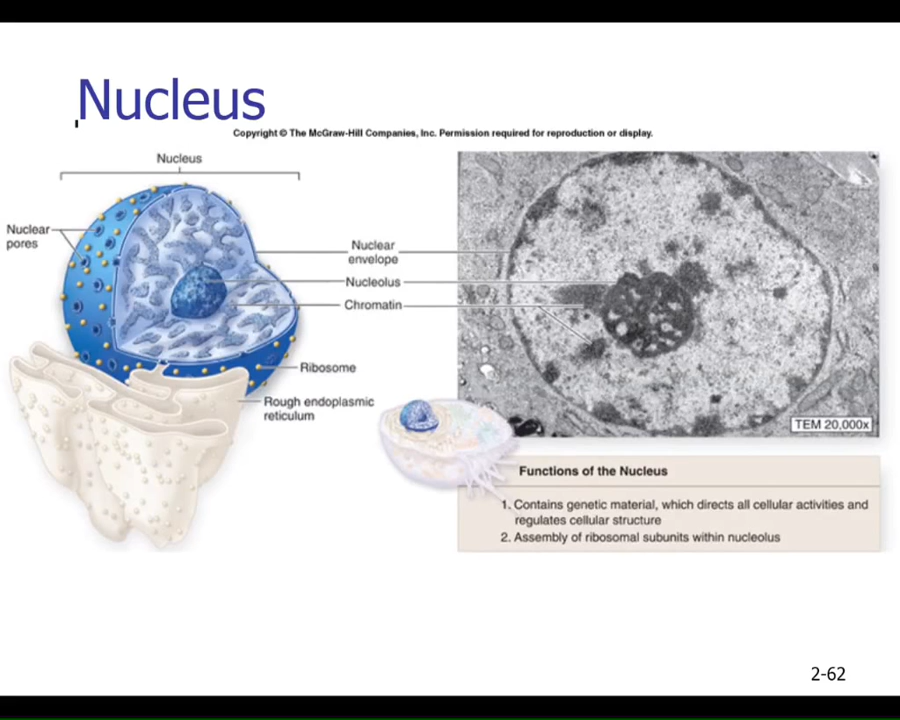 Nucleus
Copyright © The McGraw-Hill Companies, Inc. Permission required for reproduction or display.
Nucleus
Nuclear
pores
Nuclear
envelope
Nucleolus
Chromatin
Ribosome
Rough endoplasmic
reticulum
TEM 20,000x
Functions of the Nucleus
1. Contains genetic material, which directs all cellular activities and
regulates cellular structure
2. Assembly of ribosomal subunits within nucleolus
2-62